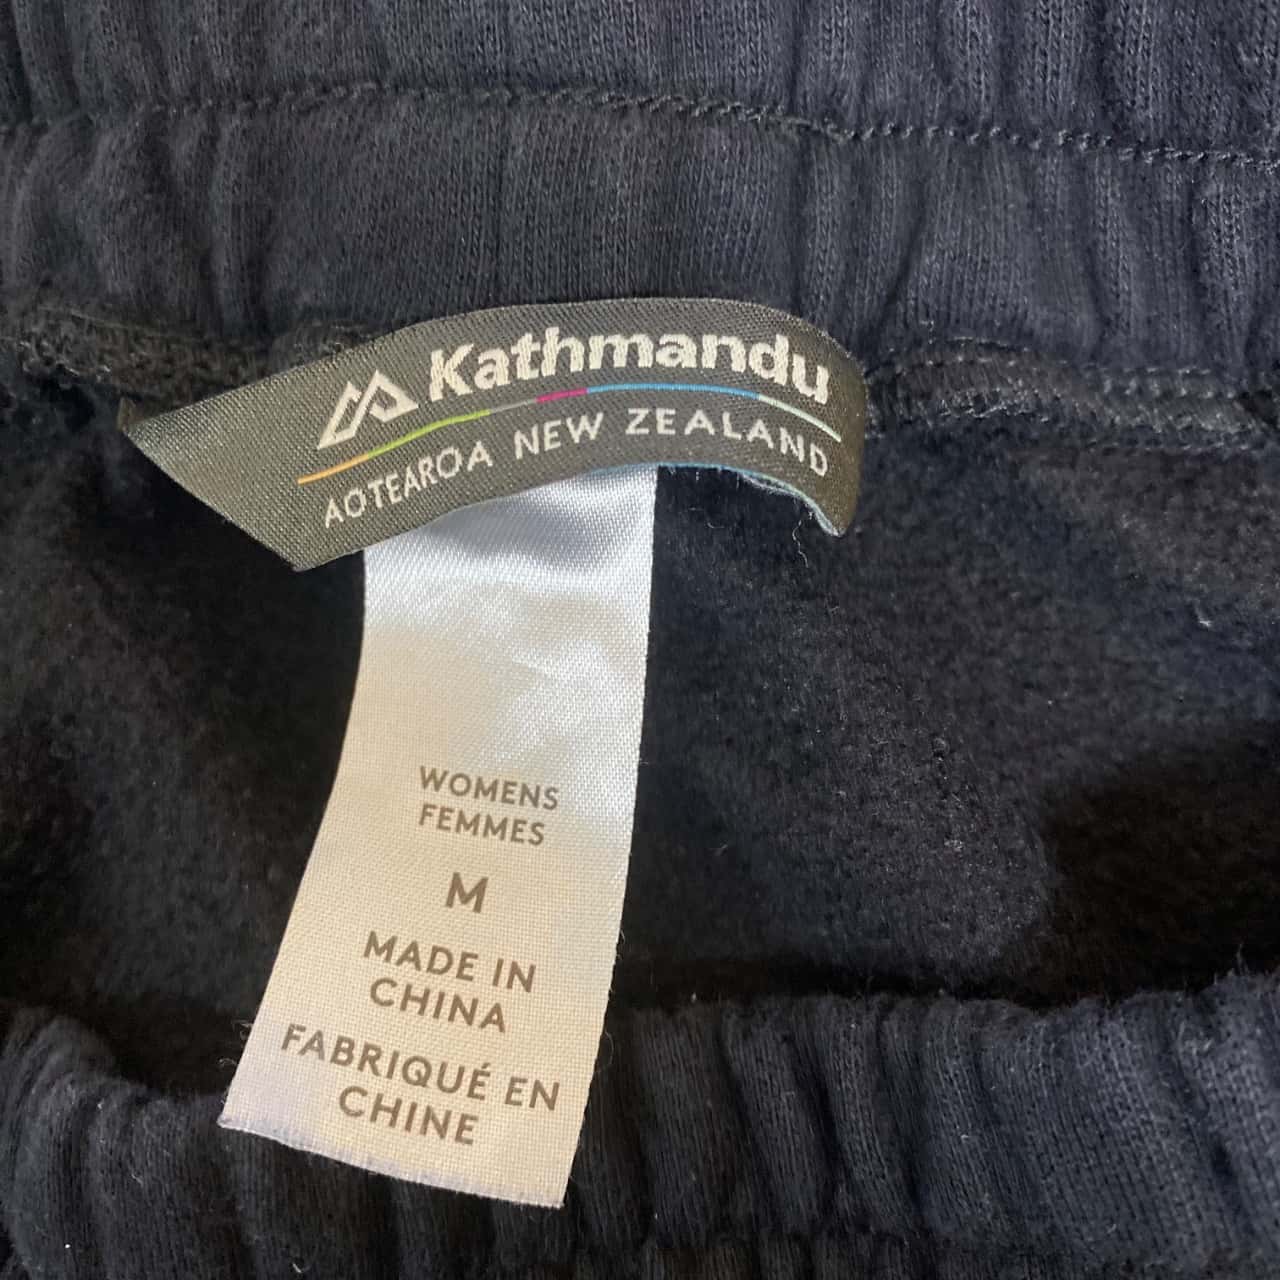 Kathmandu
AOTEAROA NEW ZEALAND
WOMENS
FEMMES
M
MADE IN
CHINA
FABRIQUÉ EN
CHINE